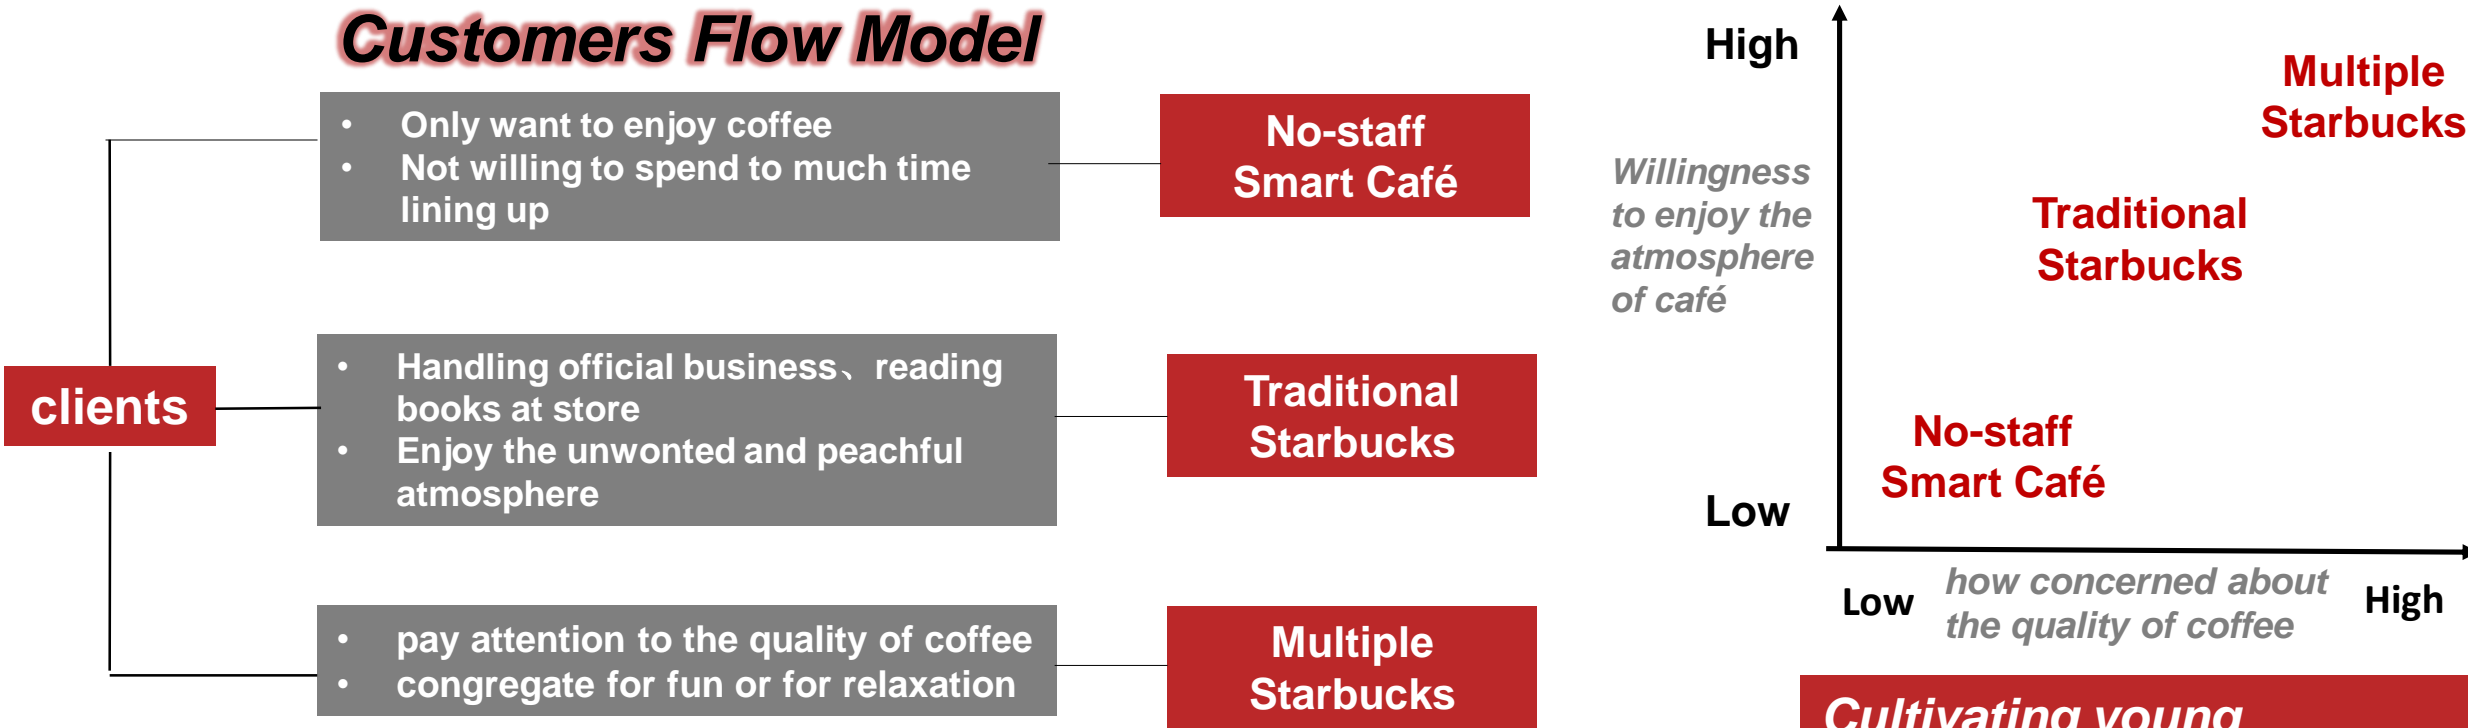 Customers Flow Model
• Only want to enjoy coffee
• Not willing to spend to much time
lining up
No-staff
Smart Café
clients
• Handling official business、reading
books at store
• Enjoy the unwonted and peachful
atmosphere
Traditional
Starbucks
• pay attention to the quality of coffee
• congregate for fun or for relaxation
Multiple
Starbucks
High
Willingness
to enjoy the
atmosphere
of café
Low
Multiple
Starbucks
Traditional
Starbucks
No-staff
Smart Café
Low
how concerned about
the quality of coffee
High
Cultivating young